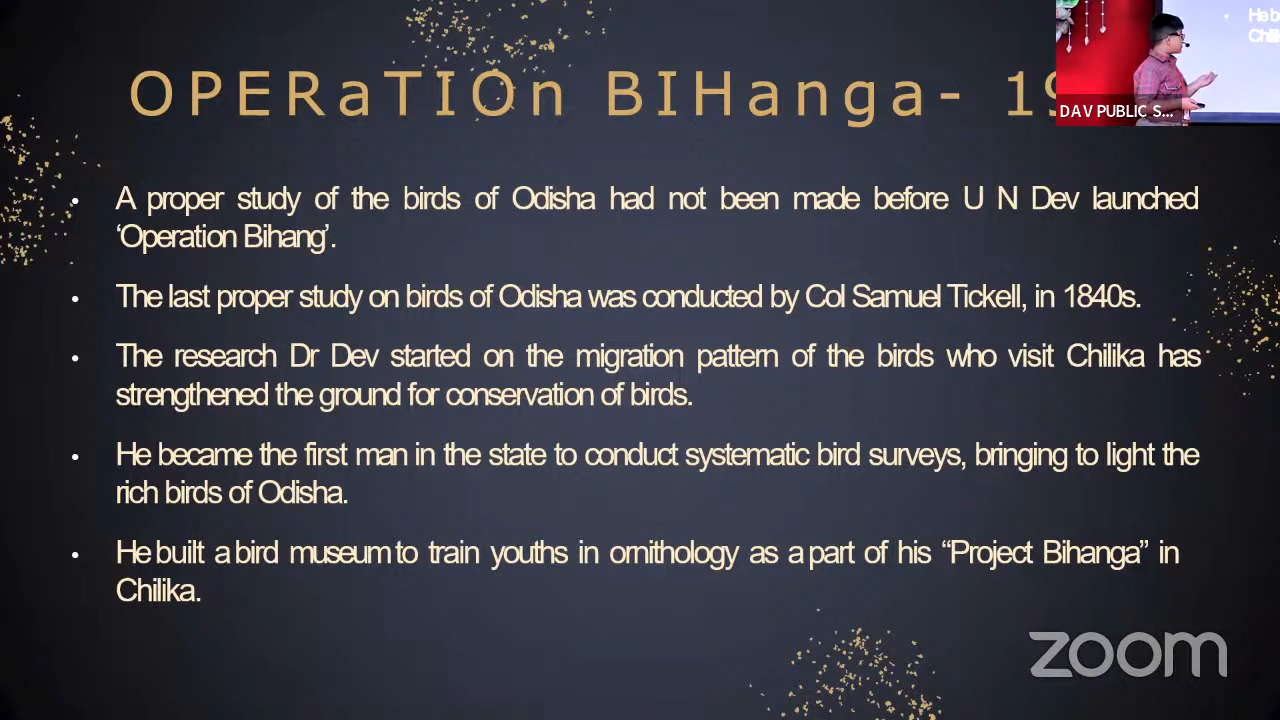 OPERaTIOn BIHanga- 19
A proper study of the birds of Odisha had not been made before U N Dev launched
‘Operation Bihang’.
The last proper study on birds of Odisha was conducted by Col Samuel Tickell, in 1840s.
The research Dr Dev started on the migration pattern of the birds who visit Chilika has
strengthened the ground for conservation of birds.
He became the first man in the state to conduct systematic bird surveys, bringing to light the
rich birds of Odisha.
He built a bird museum to train youths in ornithology as a part of his “Project Bihanga” in
Chilika.
DAV PUBLIC S...
zoom